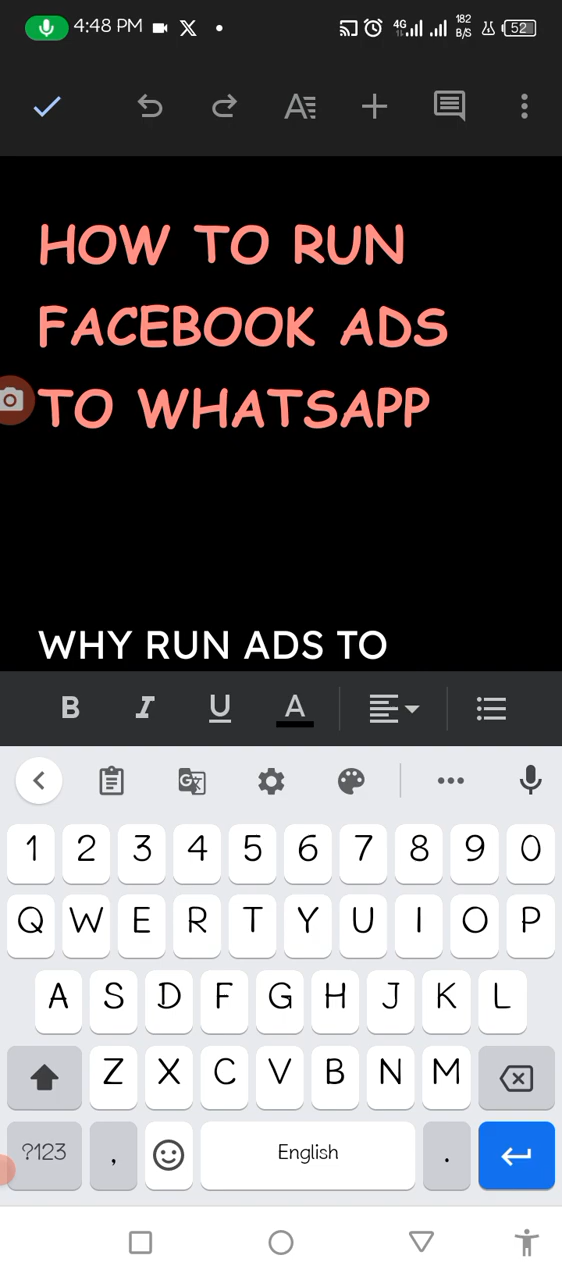 4:48 PM X 4G 182 B/S 52
HOW TO RUN
FACEBOOK ADS
TO WHATSAPP
WHY RUN ADS TO
B I U A
1 2 3 4 5 6 7 8 9 0
Q W E R T Y U I O P
A S D F G H J K L
Z X C V B N M
?123 , English .